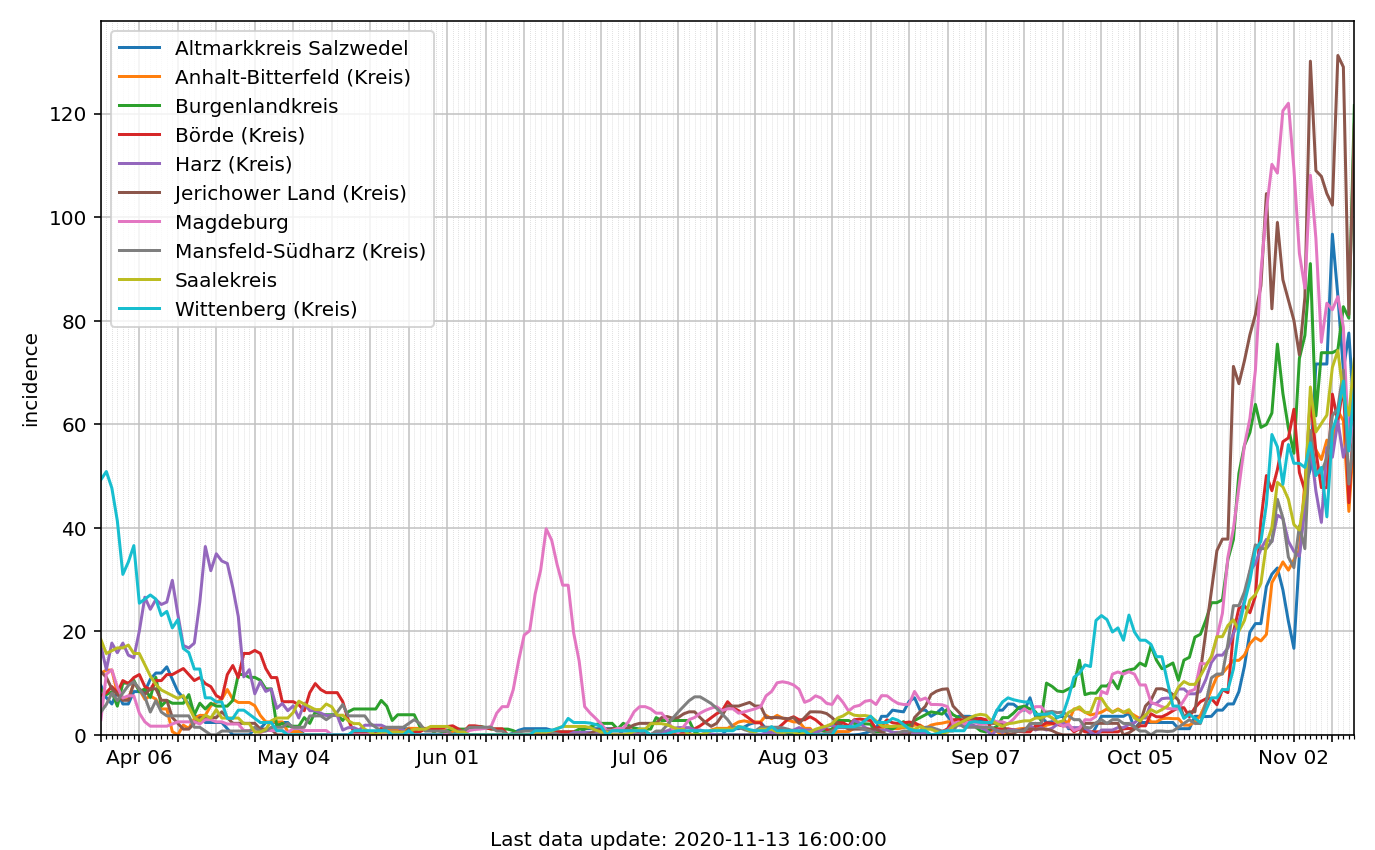 Altmarkkreis Salzwedel
Anhalt-Bitterfeld (Kreis)
Burgenlandkreis
Börde (Kreis)
Harz (Kreis)
Jerichower Land (Kreis)
Magdeburg
Mansfeld-Südharz (Kreis)
Saalekreis
Wittenberg (Kreis)
incidence
120
100
80
60
40
20
0
Apr 06 May 04 Jun 01 Jul 06 Aug 03 Sep 07 Oct 05 Nov 02
Last data update: 2020-11-13 16:00:00